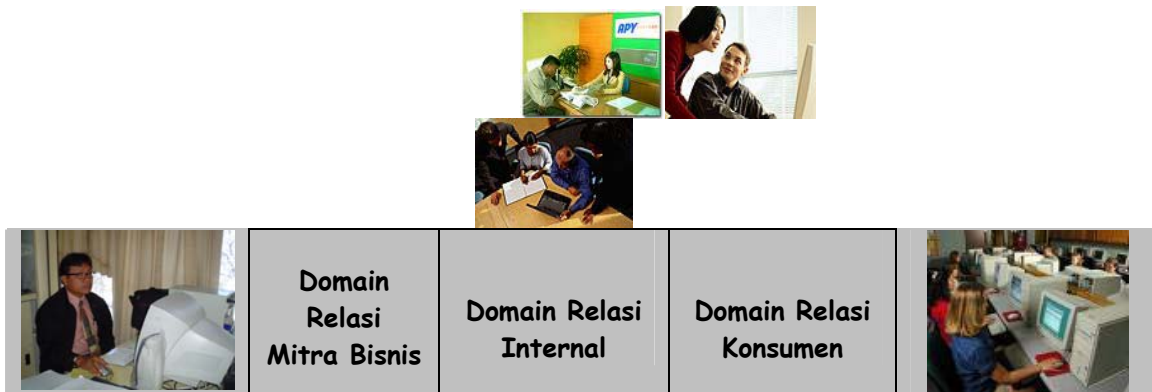 APY
Domain
Relasi
Mitra Bisnis
Domain Relasi
Internal
Domain Relasi
Konsumen